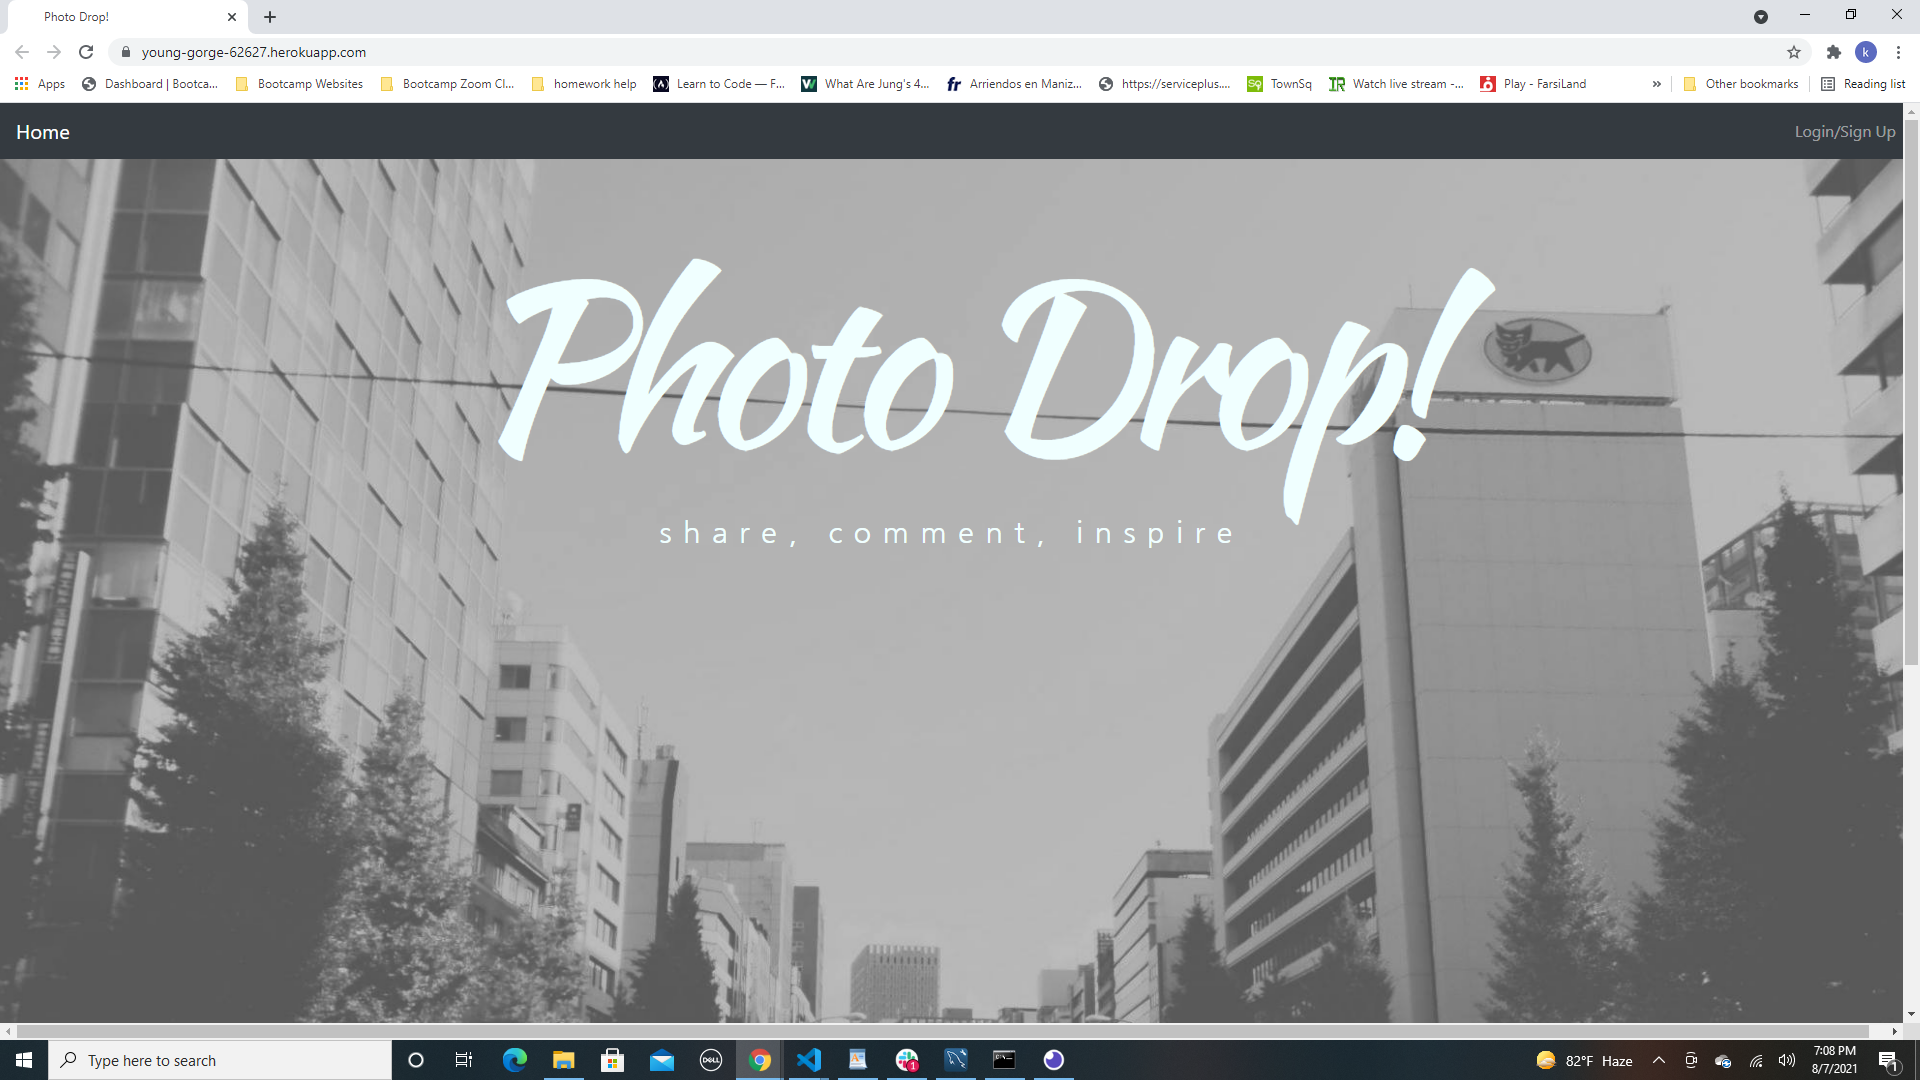 Photo Drop!
young-gorge-62627.herokuapp.com
k
Apps
Dashboard | Bootca...
Bootcamp Websites
Bootcamp Zoom Cl...
homework help
Learn to Code — F...
What Are Jung's 4...
Arriendos en Maniz...
https://serviceplus....
TownSq
Watch live stream -...
Play - FarsiLand
»
Other bookmarks
Reading list
Home
Login/Sign Up
Photo Drop!
share, comment, inspire
Type here to search
DELL
1
82°F Haze
7:08 PM
8/7/2021
1